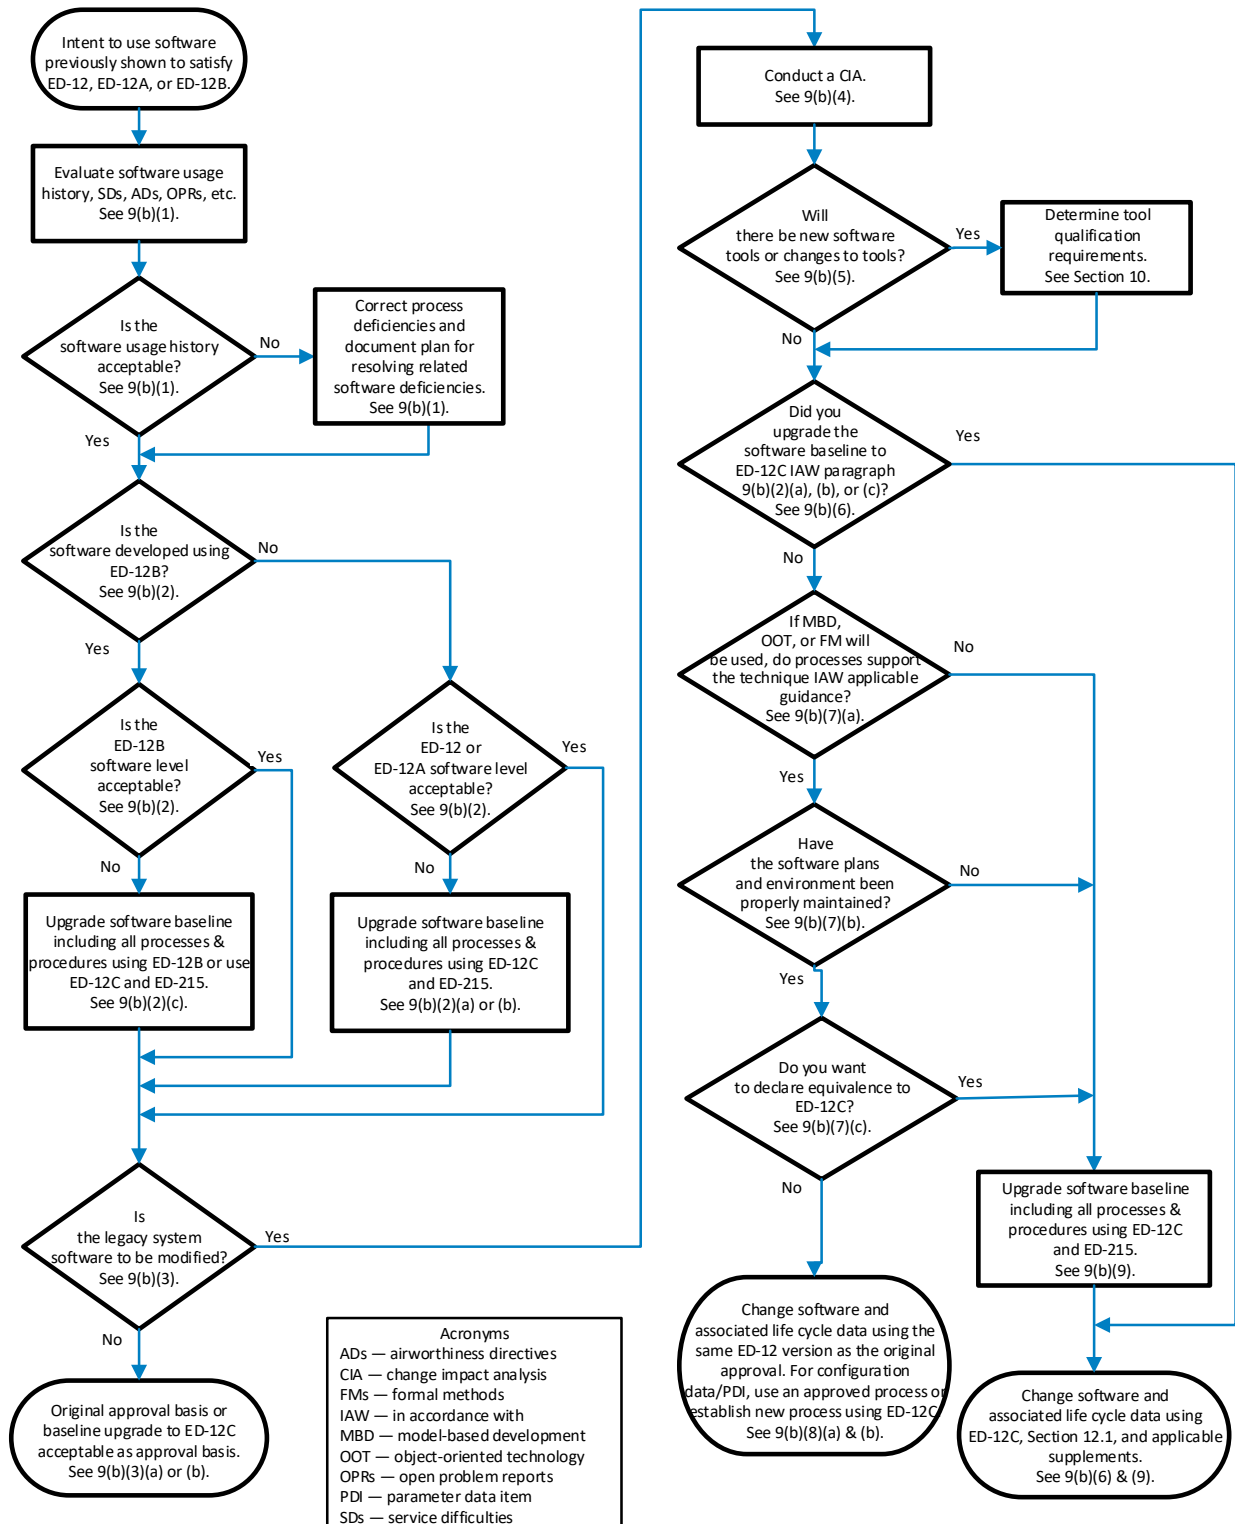 Intent to use software
previously shown to satisfy
ED-12, ED-12A, or ED-12B.
Evaluate software usage
history, SDs, ADs, OPRs, etc.
See 9(b)(1).
Is the
software usage history
acceptable?
See 9(b)(1).
No
Correct process
deficiencies and
document plan for
resolving related
software deficiencies.
See 9(b)(1).
Yes
Is the
software developed using
ED-12B?
See 9(b)(2).
No
Yes
Is the
ED-12B
software level
acceptable?
See 9(b)(2).
Yes
Is the
ED-12 or
ED-12A software level
acceptable?
See 9(b)(2).
Yes
No
No
Upgrade software baseline
including all processes &
procedures using ED-12B or use
ED-12C and ED-215.
See 9(b)(2)(c).
Upgrade software baseline
including all processes &
procedures using ED-12C
and ED-215.
See 9(b)(2)(a) or (b).
Is
the legacy system
software to be modified?
See 9(b)(3).
Yes
No
Original approval basis or
baseline upgrade to ED-12C
acceptable as approval basis.
See 9(b)(3)(a) or (b).
Acronyms
ADs — airworthiness directives
CIA — change impact analysis
FMs — formal methods
IAW — in accordance with
MBD — model-based development
OOT — object-oriented technology
OPRs — open problem reports
PDI — parameter data item
SDs — service difficulties
Conduct a CIA.
See 9(b)(4).
Will
there be new software
tools or changes to tools?
See 9(b)(5).
Yes
Determine tool
qualification
requirements.
See Section 10.
No
Did you
upgrade the
software baseline to
ED-12C IAW paragraph
9(b)(2)(a), (b), or (c)?
See 9(b)(6).
Yes
No
If MBD,
OOT, or FM will
be used, do processes support
the technique IAW applicable
guidance?
See 9(b)(7)(a).
No
Yes
Have
the software plans
and environment been
properly maintained?
See 9(b)(7)(b).
No
Yes
Do you want
to declare equivalence to
ED-12C?
See 9(b)(7)(c).
Yes
No
Upgrade software baseline
including all processes &
procedures using ED-12C
and ED-215.
See 9(b)(9).
Change software and
associated life cycle data using the
same ED-12 version as the original
approval. For configuration
data/PDI, use an approved process or
establish new process using ED-12C.
See 9(b)(8)(a) & (b).
Change software and
associated life cycle data using
ED-12C, Section 12.1, and applicable
supplements.
See 9(b)(6) & (9).